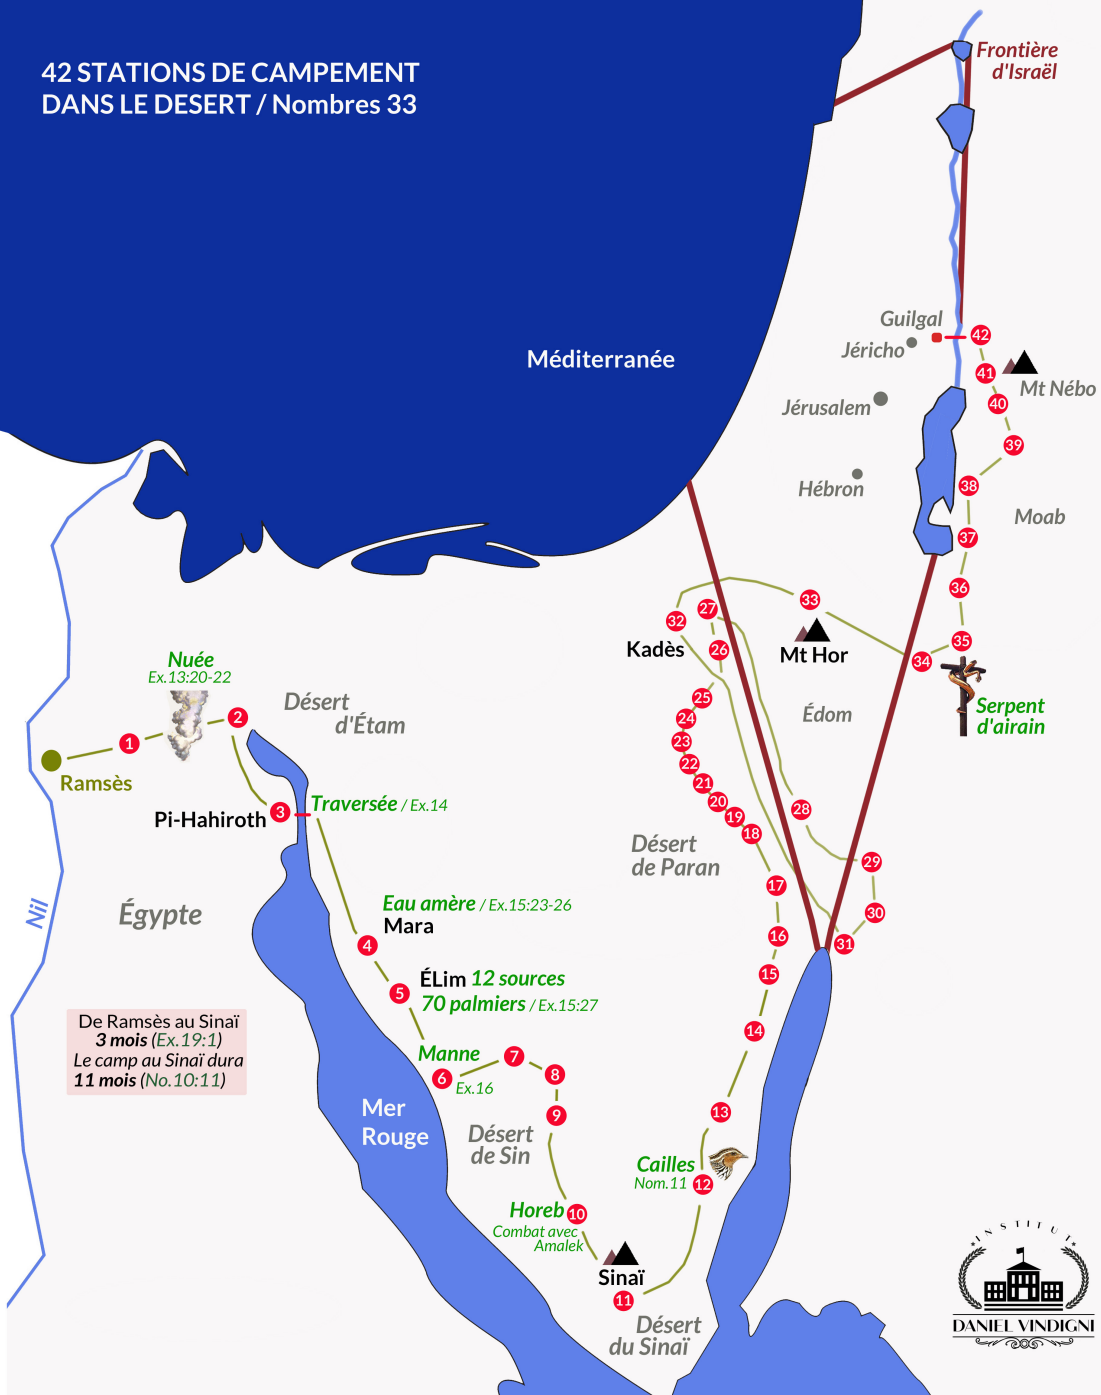 42 STATIONS DE CAMPEMENT
DANS LE DESERT / Nombres 33
Frontière
d'Israël
Méditerranée
Guilgal
42
Jéricho
41
Mt Nébo
Jérusalem
40
39
Hébron
38
Moab
37
36
33
27
32
Kadès
26
Mt Hor
35
34
Serpent
d'airain
Nuée
Ex.13:20-22
Désert
d'Étam
25
Édom
2
24
1
23
Ramsès
22
21
Pi-Hahiroth
3
Traversée / Ex.14
20
28
19
18
Désert
de Paran
29
17
Nil
Égypte
Eau amère / Ex.15:23-26
Mara
30
4
16
31
ÉLim 12 sources
70 palmiers / Ex.15:27
5
15
De Ramsès au Sinaï
3 mois (Ex.19:1)
Le camp au Sinaï dura
11 mois (No.10:11)
14
Manne
7
6
Ex.16
8
9
13
Mer
Rouge
Désert
de Sin
Cailles
Nom.11
12
Horeb
10
Combat avec
Amalek
Sinaï
11
Désert
du Sinaï
INSTITUT
DANIEL VINDIGNI